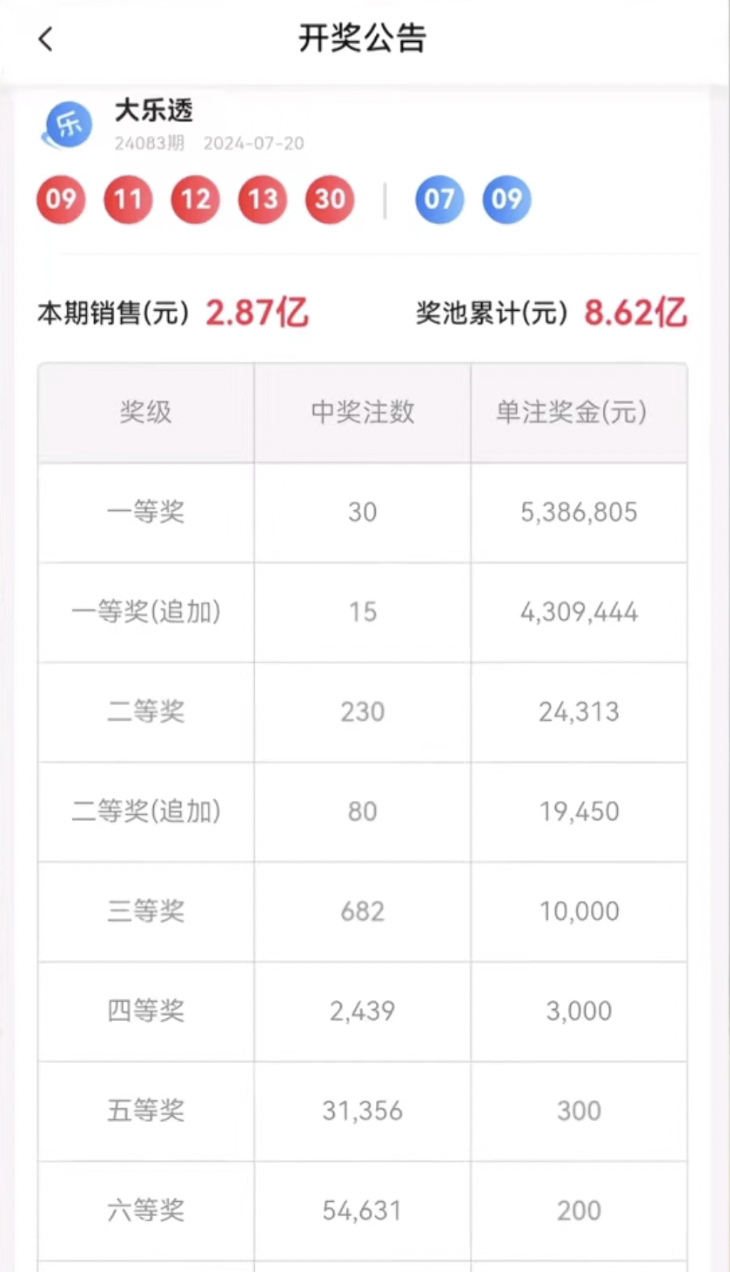 开奖公告
乐
大乐透
24083期 2024-07-20
09 11 12 13 30 07 09
本期销售(元) 2.87亿 奖池累计(元) 8.62亿
奖级 中奖注数 单注奖金(元)
一等奖 30 5,386,805
一等奖(追加) 15 4,309,444
二等奖 230 24,313
二等奖(追加) 80 19,450
三等奖 682 10,000
四等奖 2,439 3,000
五等奖 31,356 300
六等奖 54,631 200